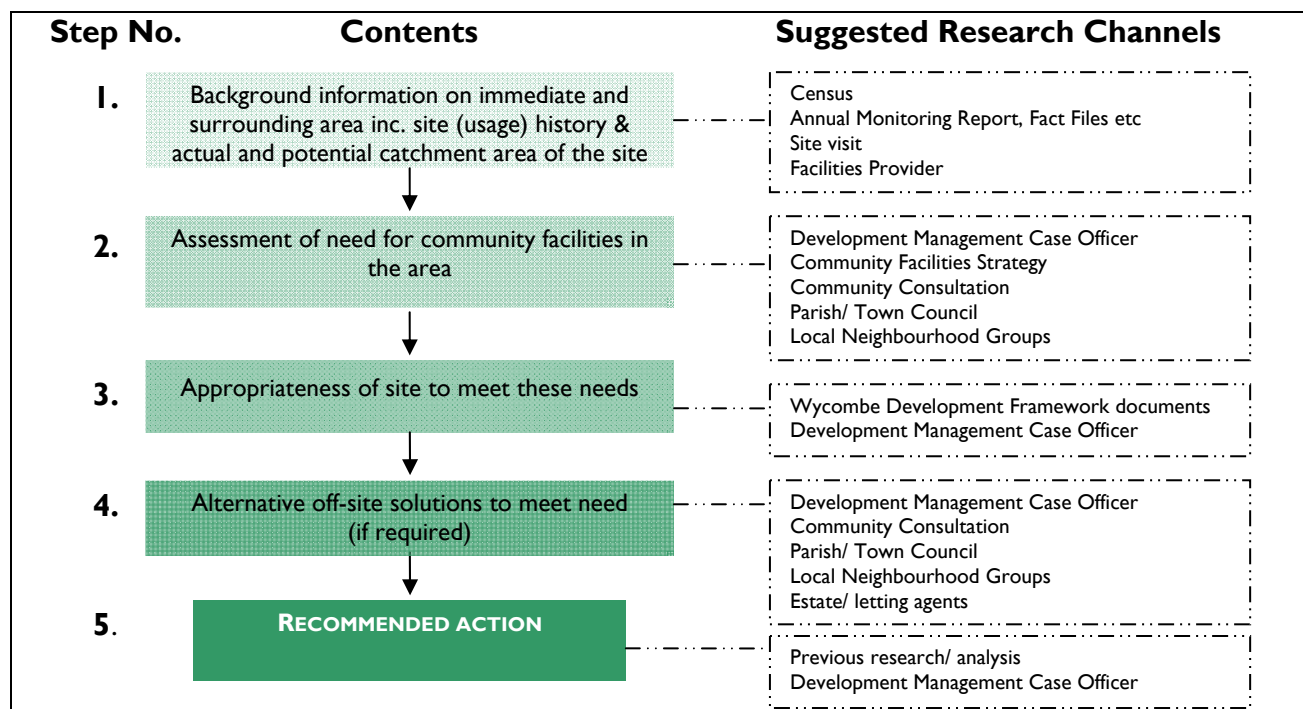 Step No. Contents Suggested Research Channels
1. Background information on immediate and
surrounding area inc. site (usage) history &
actual and potential catchment area of the site
Census
Annual Monitoring Report, Fact Files etc
Site visit
Facilities Provider
2. Assessment of need for community facilities in
the area
Development Management Case Officer
Community Facilities Strategy
Community Consultation
Parish/ Town Council
Local Neighbourhood Groups
3. Appropriateness of site to meet these needs
Wycombe Development Framework documents
Development Management Case Officer
4. Alternative off-site solutions to meet need
(if required)
Development Management Case Officer
Community Consultation
Parish/ Town Council
Local Neighbourhood Groups
Estate/ letting agents
5. RECOMMENDED ACTION
Previous research/ analysis
Development Management Case Officer